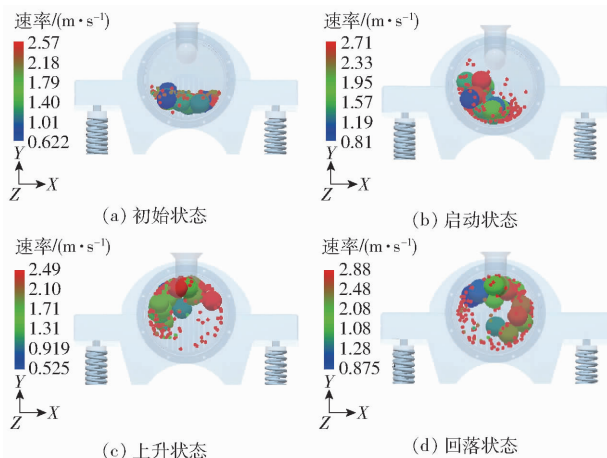 速率/(m·s⁻¹)
2.57
2.18
1.79
1.40
1.01
0.622
Y
Z
X
(a) 初始状态
速率/(m·s⁻¹)
2.71
2.33
1.95
1.57
1.19
0.81
Y
Z
X
(b) 启动状态
速率/(m·s⁻¹)
2.49
2.10
1.71
1.31
0.919
0.525
Y
Z
X
(c) 上升状态
速率/(m·s⁻¹)
2.88
2.48
2.08
1.08
1.28
0.875
Y
Z
X
(d) 回落状态